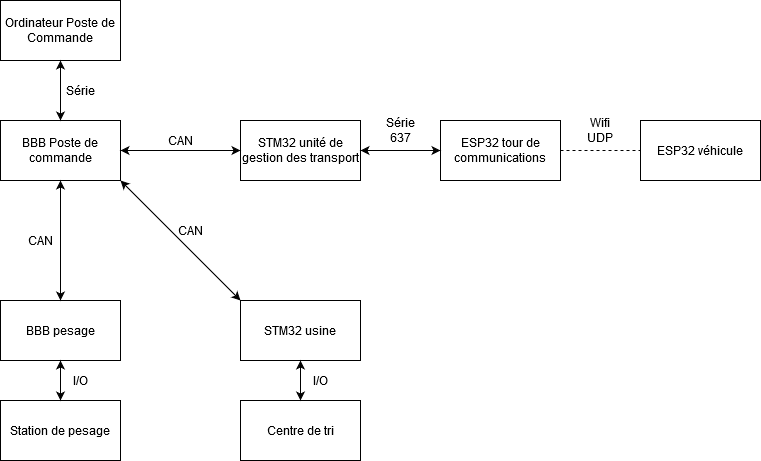 Ordinateur Poste de
Commande
Série
BBB Poste de
commande
CAN
STM32 unité de
gestion des transport
Série
637
ESP32 tour de
communications
Wifi
UDP
ESP32 véhicule
CAN
CAN
BBB pesage
STM32 usine
I/O
I/O
Station de pesage
Centre de tri